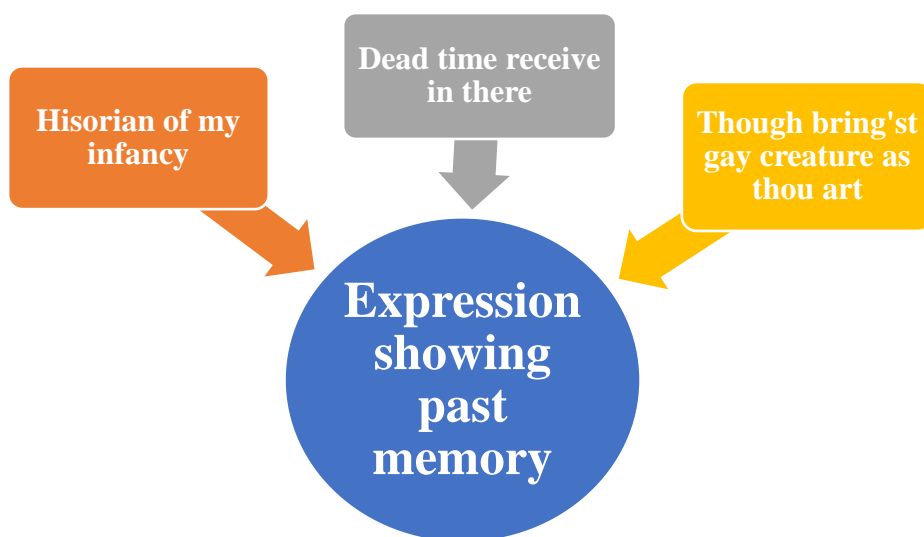 Hisorian of my
infancy
Dead time receive
in there
Though bring'st
gay creature as
thou art
Expression
showing
past
memory